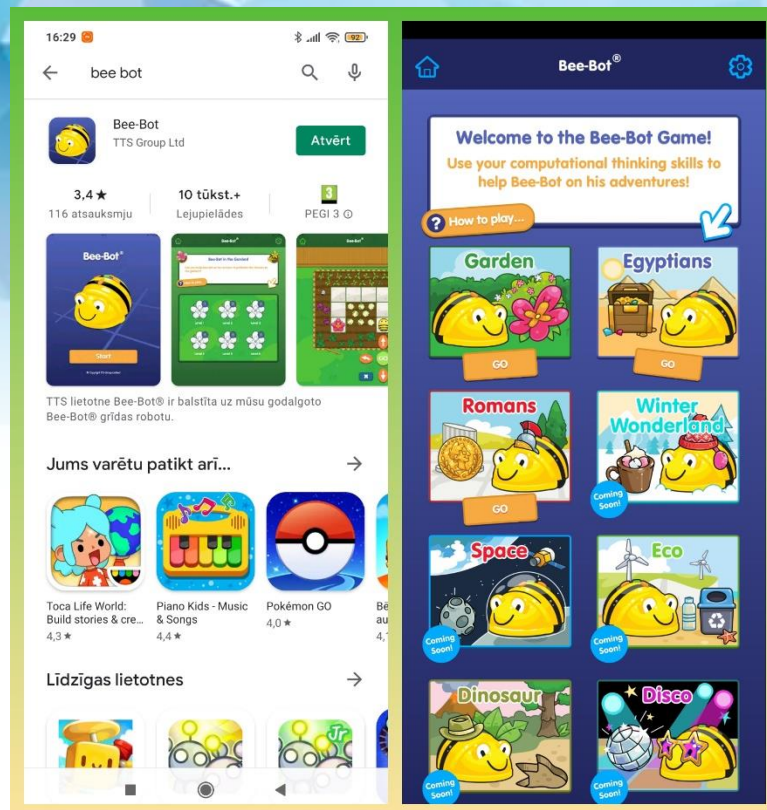 16:29
92
bee bot
Bee-Bot
TTS Group Ltd
Atvērt
3,4★
116 atsauksmju
10 tūkst.+
Lejupielādes
3
PEGI 3
Bee-Bot®
Start
Bee-Bot®
TTS lietotne Bee-Bot® ir balstīta uz mūsu godalgoto
Bee-Bot® grīdas robotu.
Jums varētu patikt arī...
Toca Life World:
Build stories & cre...
4,3★
Piano Kids - Music
& Songs
4,4★
Pokémon GO
4,0★
Līdzīgas lietotnes
Jr
Bee-Bot®
Welcome to the Bee-Bot Game!
Use your computational thinking skills to
help Bee-Bot on his adventures!
? How to play...
Garden
GO
Egyptians
GO
Romans
GO
Winter
Wonderland
Coming
Soon!
Space
Coming
Soon!
Eco
Coming
Soon!
Dinosaur
Coming
Soon!
Disco
Coming
Soon!